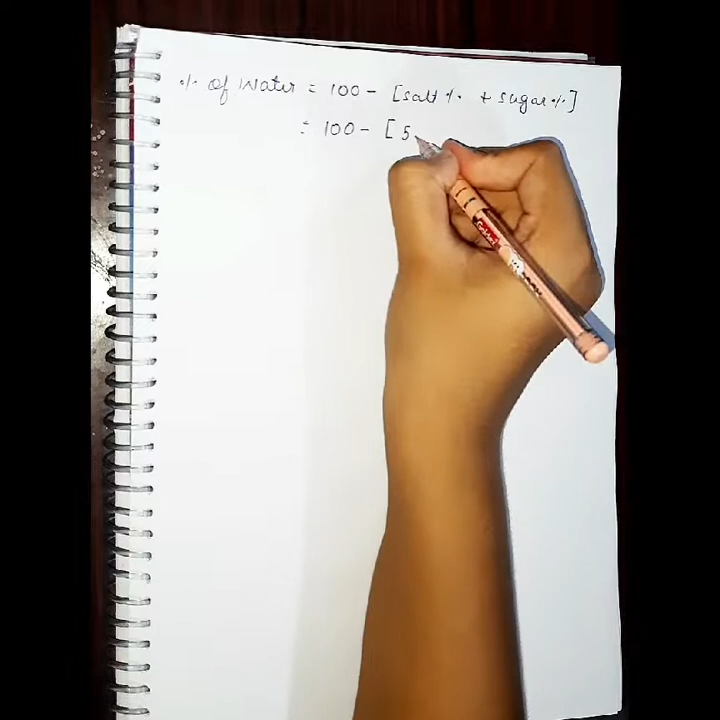 % of Water = 100 - [salt % + sugar %]
= 100 - [ 5